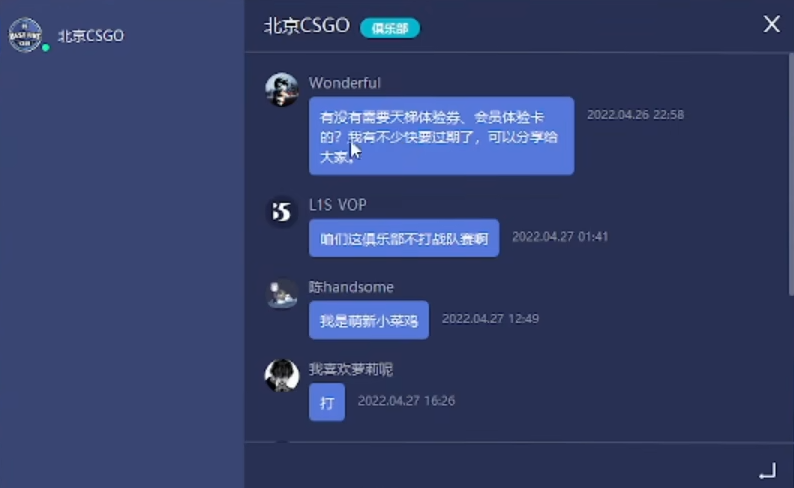 北京CSGO
北京CSGO 俱乐部
Wonderful
有没有需要天梯体验券、会员体验卡
的？我有不少快要过期了，可以分享给
大家。
2022.04.26 22:58
L1S VOP
咱们这俱乐部不打战队赛啊
2022.04.27 01:41
陈handsome
我是萌新小菜鸡
2022.04.27 12:49
我喜欢萝莉呢
打
2022.04.27 16:26